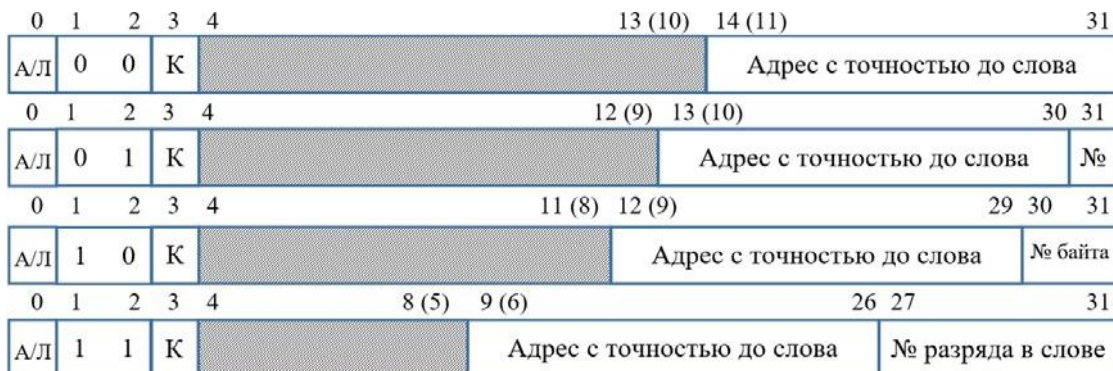 0 1 2 3 4 13 (10) 14 (11) 31
А/Л 0 0 К Адрес с точностью до слова
0 1 2 3 4 12 (9) 13 (10) 30 31
А/Л 0 1 К Адрес с точностью до слова №
0 1 2 3 4 11 (8) 12 (9) 29 30 31
А/Л 1 0 К Адрес с точностью до слова № байта
0 1 2 3 4 8 (5) 9 (6) 26 27 31
А/Л 1 1 К Адрес с точностью до слова № разряда в слове